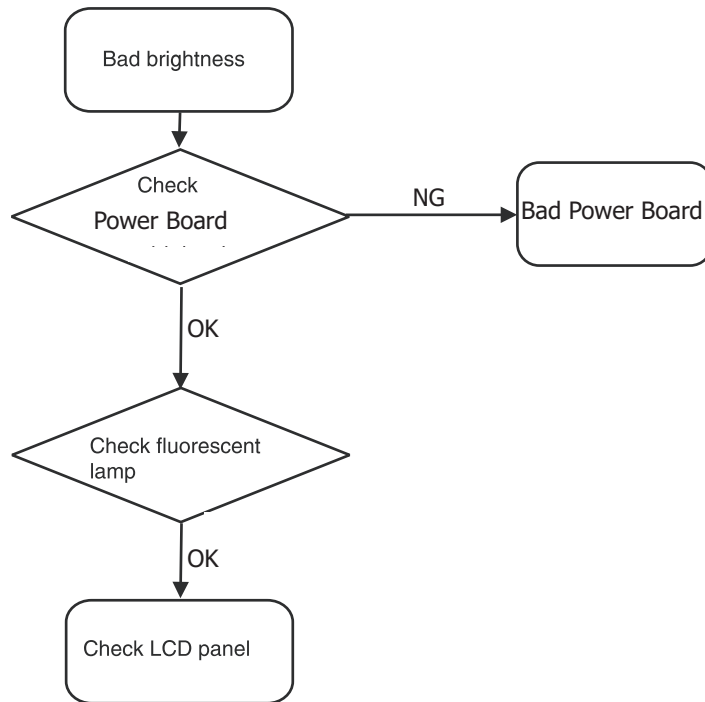 Bad brightness
Check
Power Board
NG
Bad Power Board
OK
Check fluorescent
lamp
OK
Check LCD panel